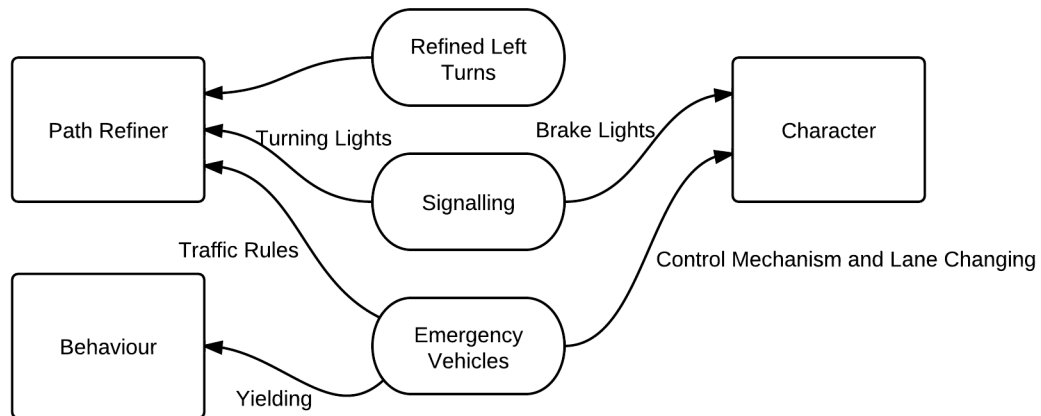 Refined Left
Turns
Path Refiner
Turning Lights
Brake Lights
Character
Signalling
Traffic Rules
Control Mechanism and Lane Changing
Behaviour
Emergency
Vehicles
Yielding